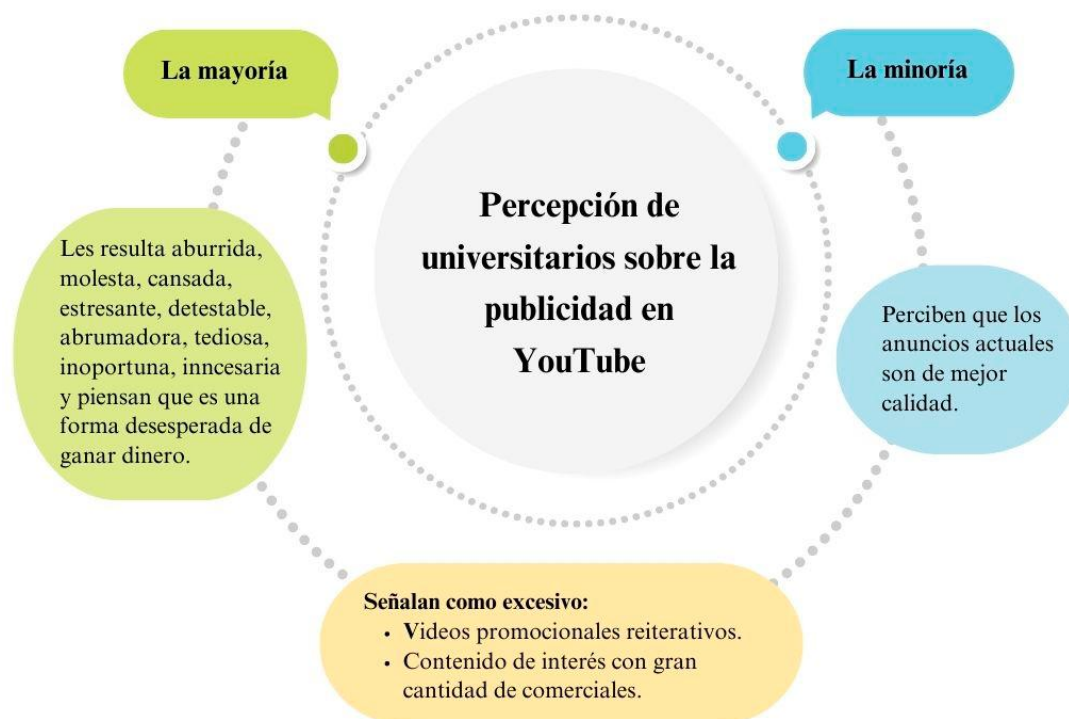 La mayoría
La minoría
Percepción de
universitarios sobre la
publicidad en
YouTube
Les resulta aburrida,
molesta, cansada,
estresante, detestable,
abrumadora, tediosa,
inoportuna, inncesaria
y piensan que es una
forma desesperada de
ganar dinero.
Perciben que los
anuncios actuales
son de mejor
calidad.
Señalan como excesivo:
• Videos promocionales reiterativos.
• Contenido de interés con gran
cantidad de comerciales.